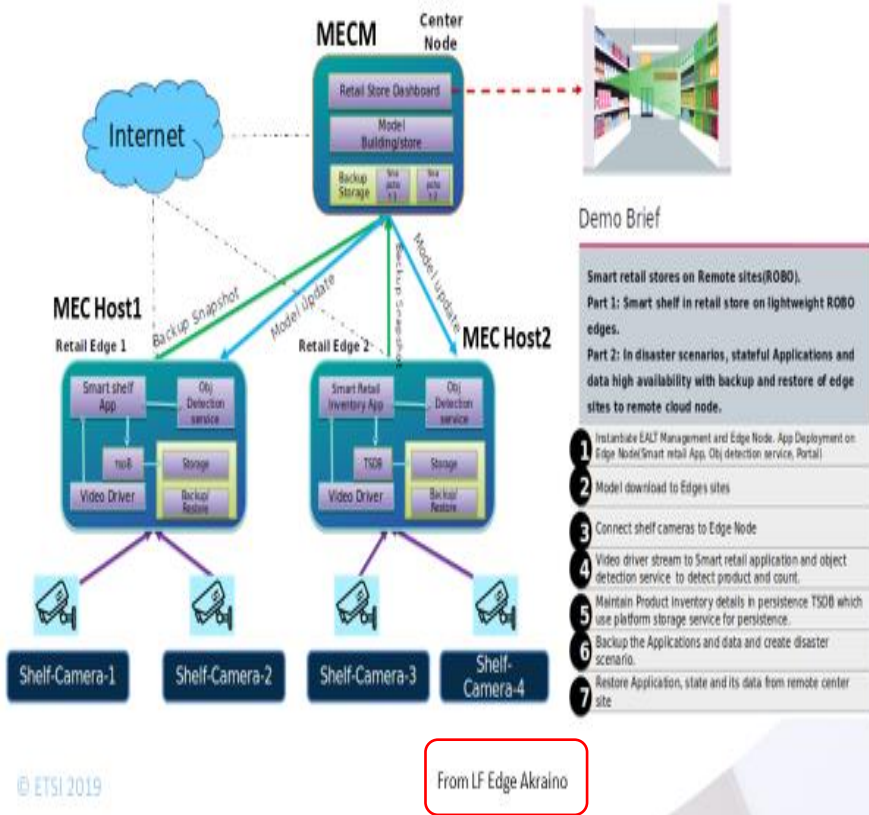 MECM
Center
Node
Retail Store Dashboard
Model
Building/store
Backup
Storage
Internet
Backup Snapshot
Model update
Backup Snapshot
Model update
MEC Host1
Retail Edge 1
Smart shelf
App
Obj
Detection
service
Storage
Video Driver
Backup/
Restore
MEC Host2
Retail Edge 2
Smart Retail
Inventory App
Obj
Detection
service
TSDB
Storage
Video Driver
Backup/
Restore
Shelf-Camera-1
Shelf-Camera-2
Shelf-Camera-3
Shelf-
Camera-4
Demo Brief
Smart retail stores on Remote sites(ROBO).
Part 1: Smart shelf in retail store on lightweight ROBO
edges.
Part 2: In disaster scenarios, stateful Applications and
data high availability with backup and restore of edge
sites to remote cloud node.
1 Instantiate EALT Management and Edge Node. App Deployment on
Edge Node(Smart retail App, Obj detection service, Portal)
2 Model download to Edges sites
3 Connect shelf cameras to Edge Node
4 Video driver stream to Smart retail application and object
detection service to detect product and count.
5 Maintain Product Inventory details in persistence TSDB which
use platform storage service for persistence.
6 Backup the Applications and data and create disaster
scenario.
7 Restore Application, state and its data from remote center
site
© ETSI 2019
From LF Edge Akraino